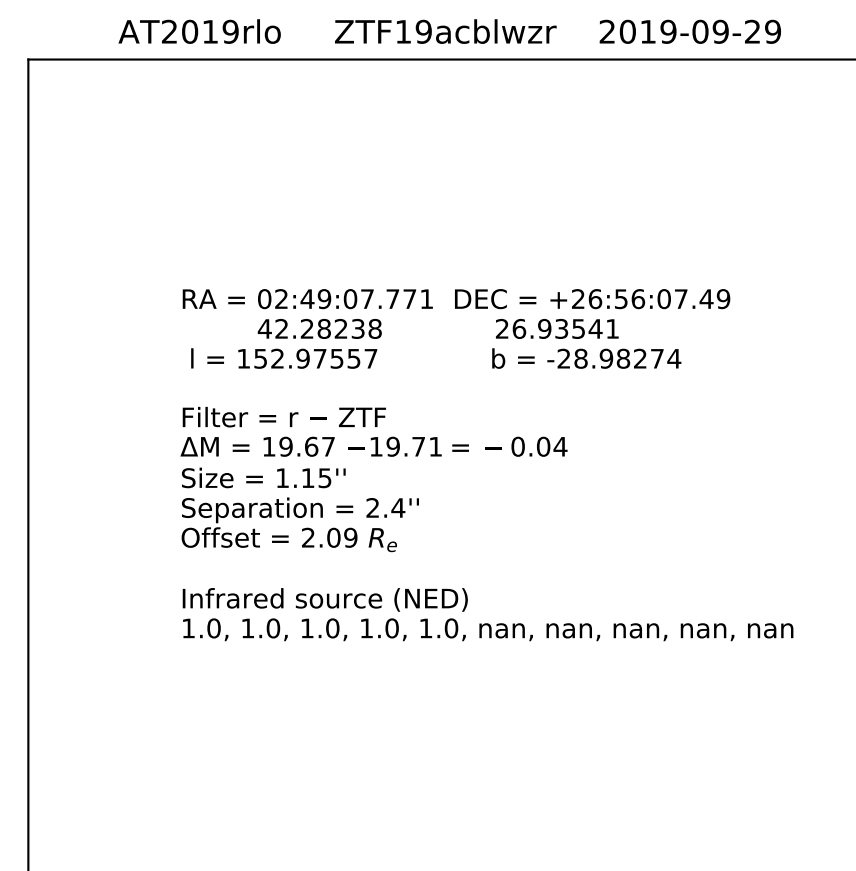 AT2019rlo ZTF19acblwzr 2019-09-29
RA = 02:49:07.771 DEC = +26:56:07.49
42.28238 26.93541
l = 152.97557 b = -28.98274
Filter = r − ZTF
ΔM = 19.67 −19.71 = − 0.04
Size = 1.15''
Separation = 2.4''
Offset = 2.09 Re
Infrared source (NED)
1.0, 1.0, 1.0, 1.0, 1.0, nan, nan, nan, nan, nan